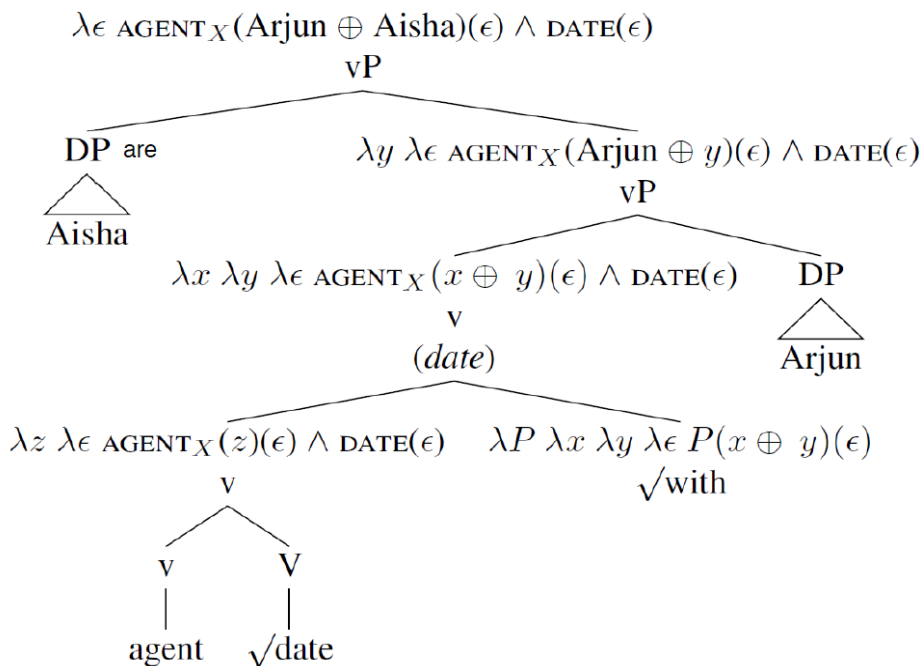 λϵ AGENT_X(Arjun ⊕ Aisha)(ϵ) ∧ DATE(ϵ)
vP
DP are
λy λϵ AGENT_X(Arjun ⊕ y)(ϵ) ∧ DATE(ϵ)
Aisha
vP
λx λy λϵ AGENT_X(x ⊕ y)(ϵ) ∧ DATE(ϵ)
DP
v
Arjun
(date)
λz λϵ AGENT_X(z)(ϵ) ∧ DATE(ϵ)
λP λx λy λϵ P(x ⊕ y)(ϵ)
v
√with
v
V
agent
√date